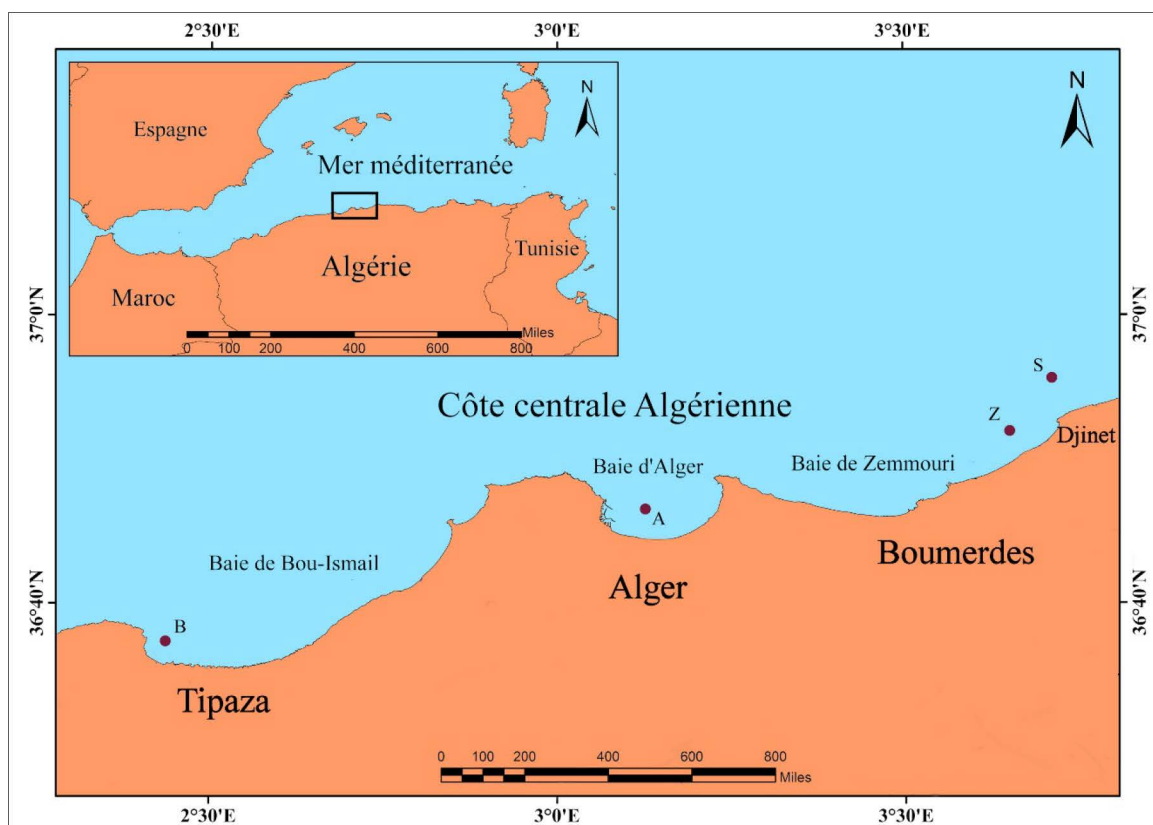 2°30'E
3°0'E
3°30'E
N
Espagne
Mer méditerranée
Algérie
Tunisie
Maroc
0 100 200 400 600 800
Miles
N
37°0'N
37°0'N
S
Z
Côte centrale Algérienne
Djinet
Baie d'Alger
Baie de Zemmouri
A
Boumerdes
Baie de Bou-Ismail
Alger
36°40'N
36°40'N
B
Tipaza
0 100 200 400 600 800
Miles
2°30'E
3°0'E
3°30'E